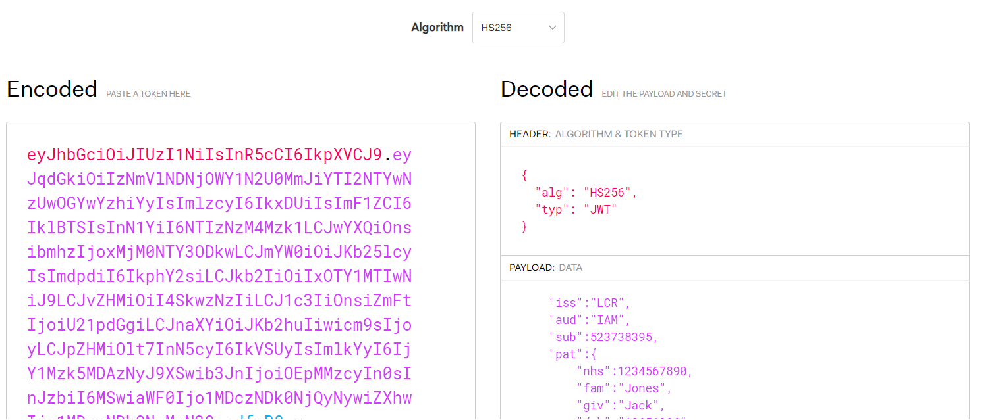 Algorithm HS256
Encoded PASTE A TOKEN HERE
Decoded EDIT THE PAYLOAD AND SECRET
eyJhbGciOiJIUzI1NiIsInR5cCI6IkpXVCJ9.ey
JqdGkiOiIzNmVlNDNjOWY1N2U0MmJiYTI2NTYwN
zUwOGYwYzhiYyIsImlzcyI6IkxDUiIsImF1ZCI6
IklBTSIsInN1YiI6NTIzNzM4Mzk1LCJwYXQiOns
ibmhzIjoxMjM0NTY3ODkwLCJmYW0iOiJKb25lcy
IsImdpdiI6IkphY2siLCJkb2IiOiIxOTY1MTIwN
iJ9LCJvZHMiOiI4SkwzNzIiLCJ1c3IiOnsiZmFt
IjoiU21pdGgiLCJnaXYiOiJKb2huIiwicm9sIjo
yLCJpZHMiOlt7InN5cyI6IkVSUyIsImlkYyI6Ij
Y1Mzk5MDAzNyJ9XSwib3JnIjoiOEpMMzcyIn0sI
nJzbiI6MSwiaWF0Ijo1MDczNDk0NjQyNywiZXhw
HEADER: ALGORITHM & TOKEN TYPE
{
"alg": "HS256",
"typ": "JWT"
}
PAYLOAD: DATA
"iss":"LCR",
"aud":"IAM",
"sub":523738395,
"pat":{
"nhs":1234567890,
"fam":"Jones",
"giv":"Jack",